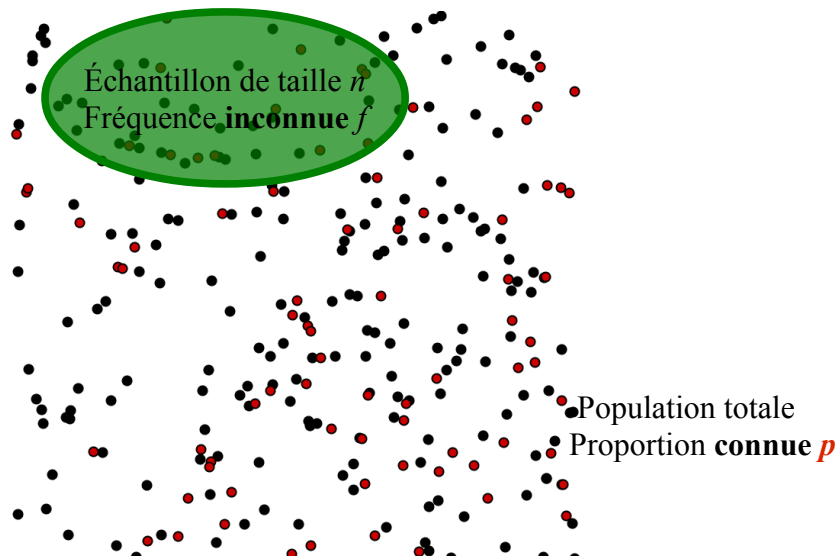 Échantillon de taille n
Fréquence inconnue f
Population totale
Proportion connue p